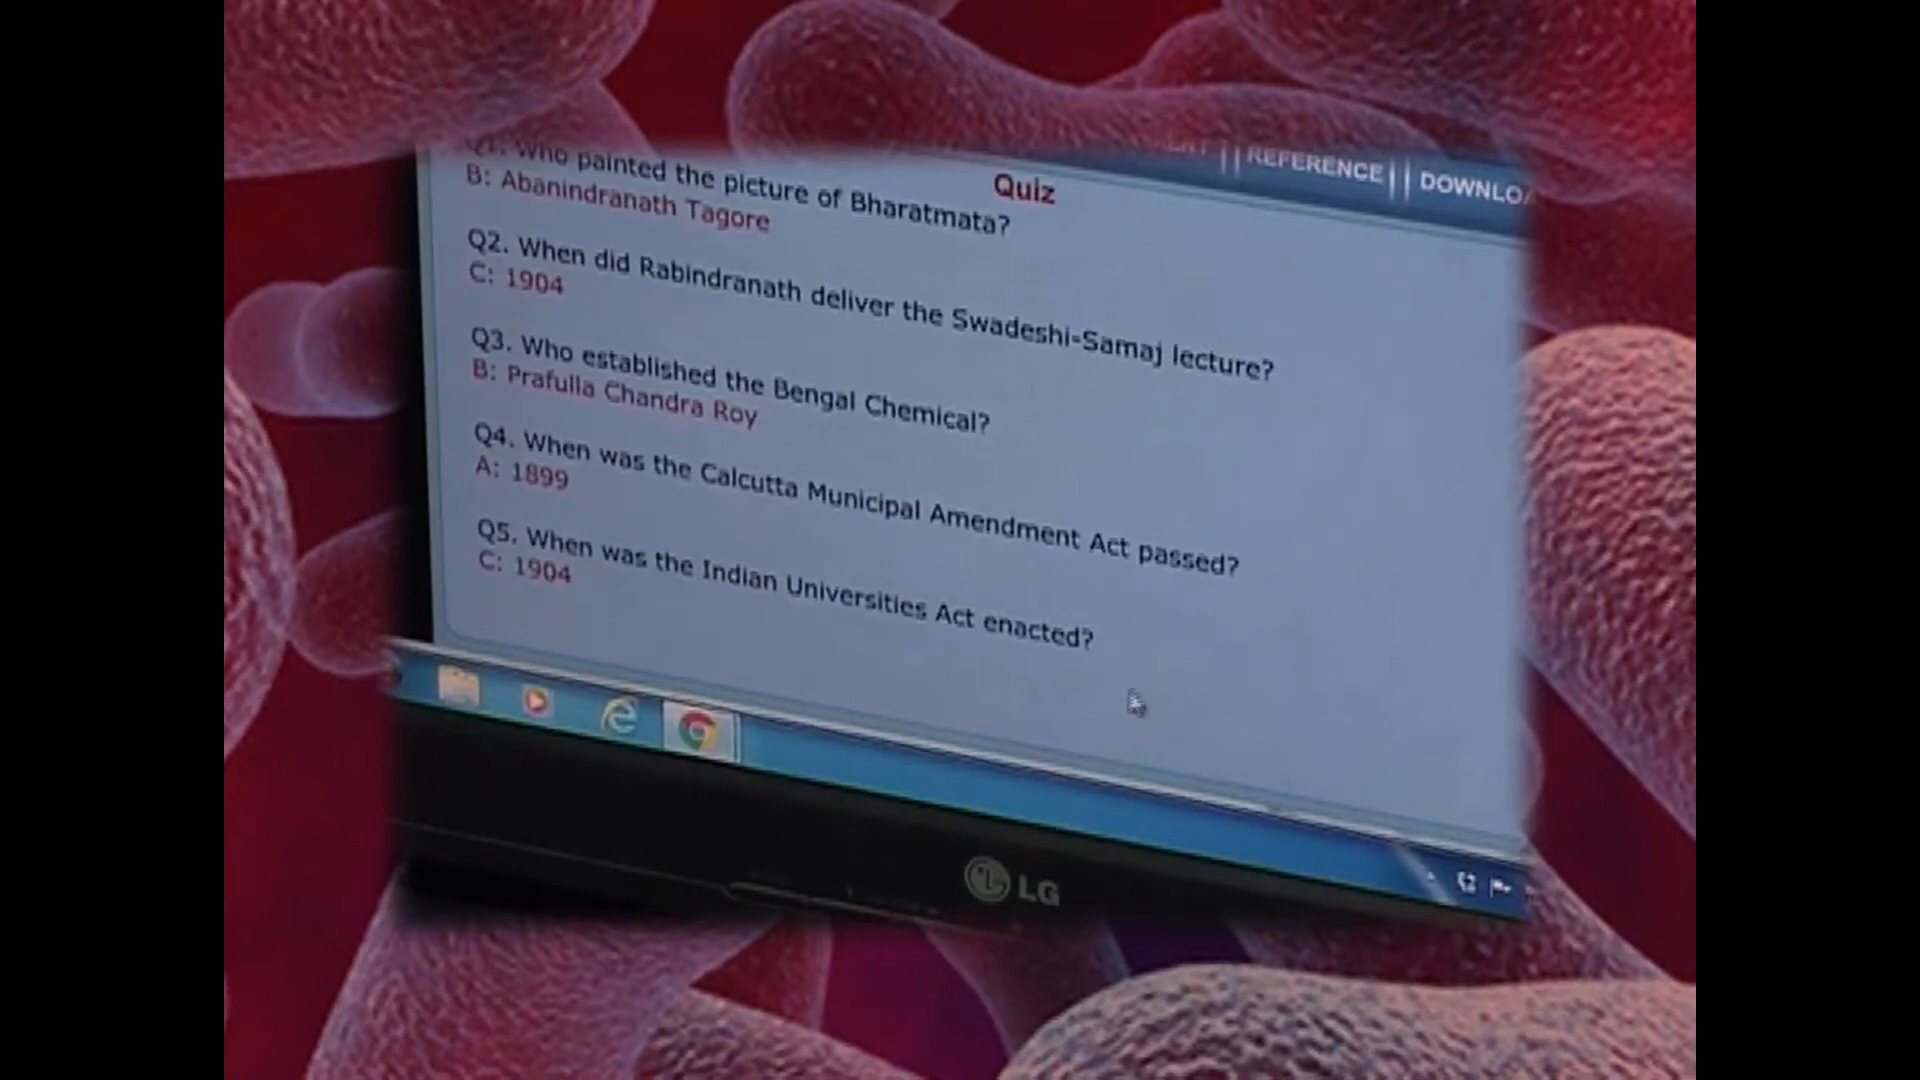 REFERENCE
DOWNLOA
Quiz
Q1. Who painted the picture of Bharatmata?
B: Abanindranath Tagore
Q2. When did Rabindranath deliver the Swadeshi-Samaj lecture?
C: 1904
Q3. Who established the Bengal Chemical?
B: Prafulla Chandra Roy
Q4. When was the Calcutta Municipal Amendment Act passed?
A: 1899
Q5. When was the Indian Universities Act enacted?
C: 1904
LG